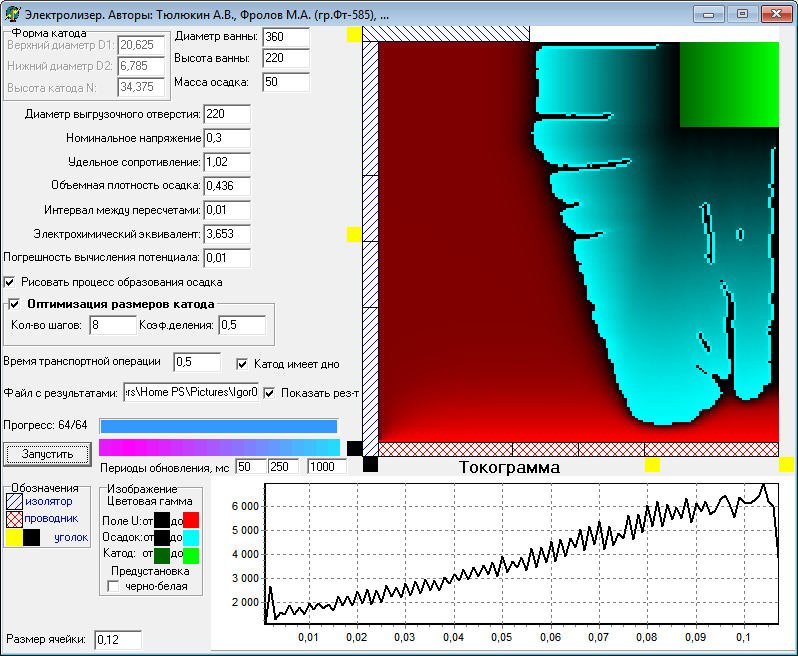 Электролизер. Авторы: Тюлюкин А.В., Фролов М.А. (гр.Фт-585), ...
Форма катода
Верхний диаметр D1: 20,625
Нижний диаметр D2: 6,785
Высота катода N: 34,375
Диаметр ванны: 360
Высота ванны: 220
Масса осадка: 50
Диаметр выгрузочного отверстия: 220
Номинальное напряжение 0,3
Удельное сопротивление: 1,02
Объемная плотность осадка: 0,436
Интервал между пересчетами: 0,01
Электрохимический эквивалент: 3,653
Погрешность вычисления потенциала: 0,01
Рисовать процесс образования осадка
Оптимизация размеров катода
Кол-во шагов: 8 Коэф.деления: 0,5
Время транспортной операции 0,5 Катод имеет дно
Файл с результатами: ers\Home PS\Pictures\Igor0 Показать рез-т
Прогресс: 64/64
Запустить
Периоды обновления, мс 50 250 1000
Обозначения
изолятор
проводник
уголок
Изображение
Цветовая гамма
Поле U: от до
Осадок: от до
Катод: от до
Предустановка
черно-белая
Размер ячейки: 0,12
Токограмма
6 000
5 000
4 000
3 000
2 000
0,01 0,02 0,03 0,04 0,05 0,06 0,07 0,08 0,09 0,1